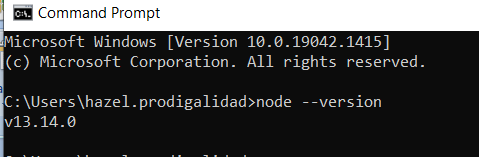 Command Prompt
Microsoft Windows [Version 10.0.19042.1415]
(c) Microsoft Corporation. All rights reserved.
C:\Users\hazel.prodigalidad>node --version
v13.14.0